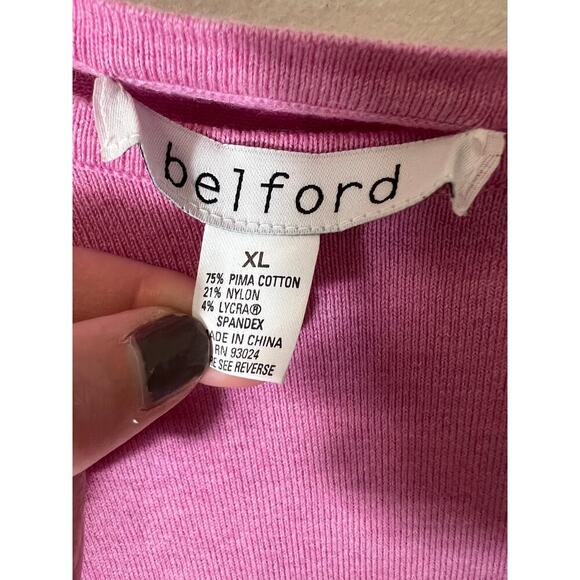 belford
XL
75% PIMA COTTON
21% NYLON
4% LYCRA®
SPANDEX
ADE IN CHINA
RN 93024
E SEE REVERSE